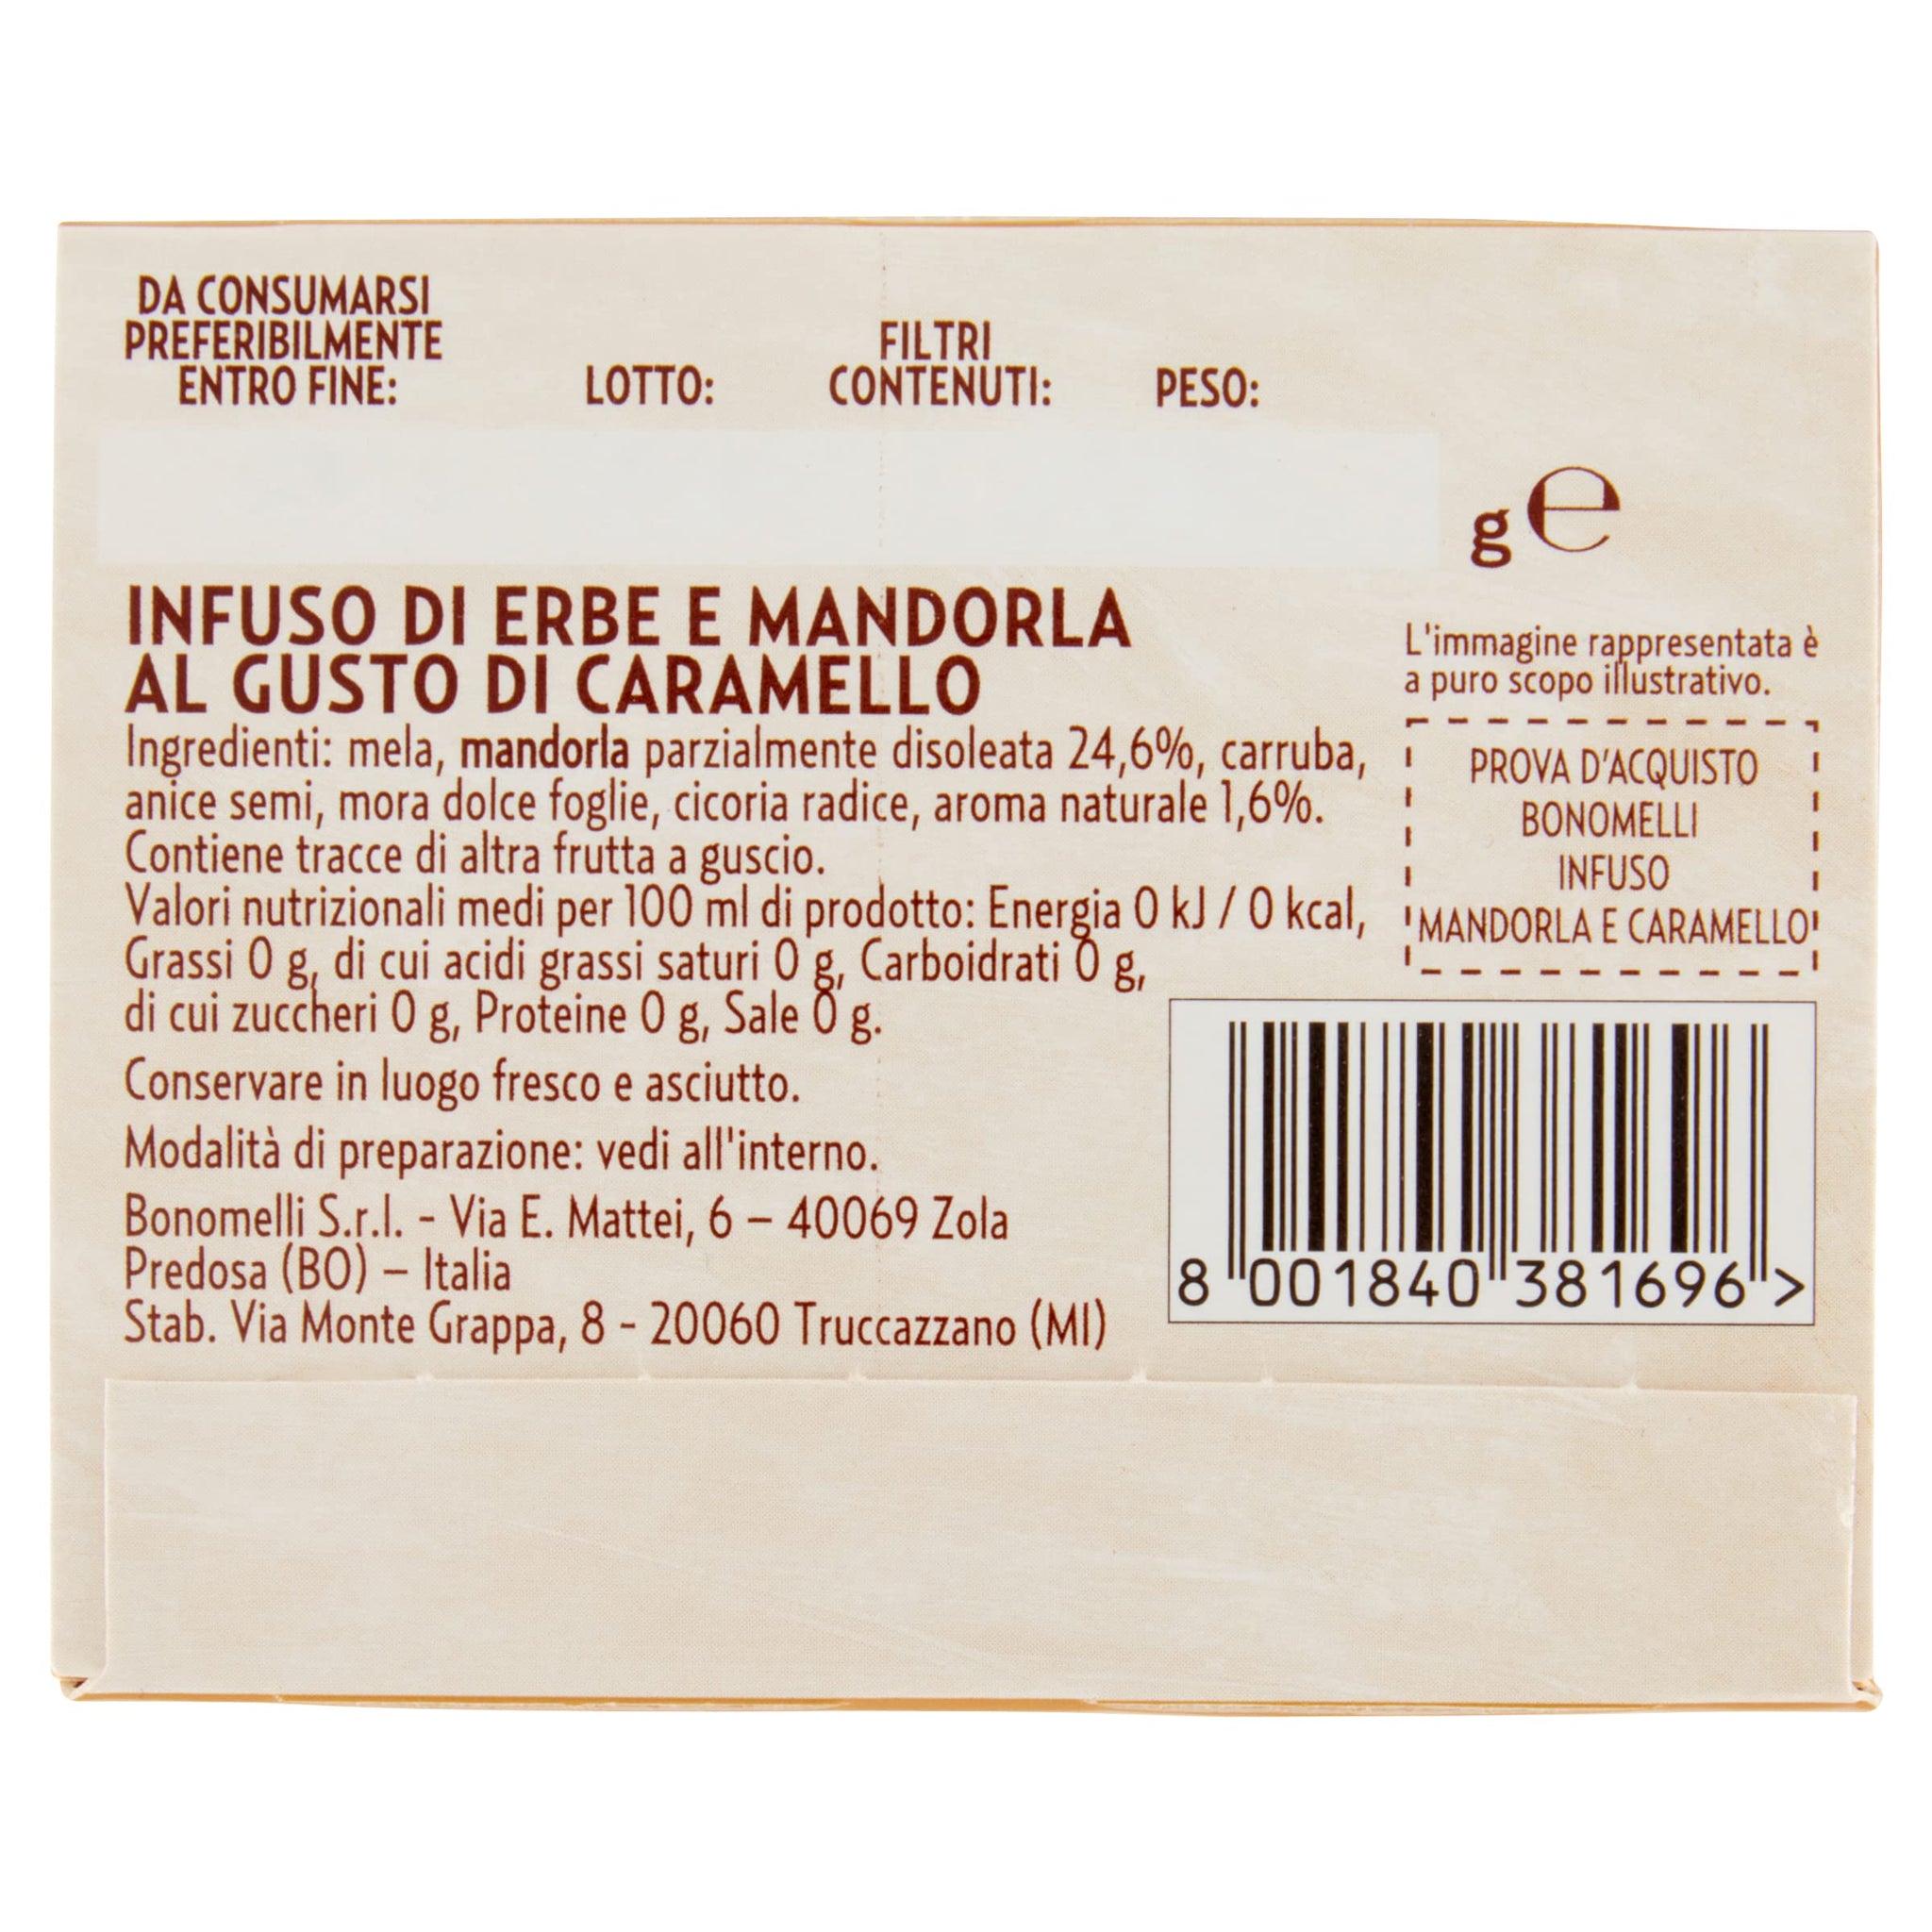 DA CONSUMARSI
PREFERIBILMENTE
ENTRO FINE:
LOTTO:
FILTRI
CONTENUTI:
PESO:
g e
INFUSO DI ERBE E MANDORLA
AL GUSTO DI CARAMELLO
Ingredienti: mela, mandorla parzialmente disoleata 24,6%, carruba,
anice semi, mora dolce foglie, cicoria radice, aroma naturale 1,6%.
Contiene tracce di altra frutta a guscio.
Valori nutrizionali medi per 100 ml di prodotto: Energia 0 kJ / 0 kcal,
Grassi 0 g, di cui acidi grassi saturi 0 g, Carboidrati 0 g,
di cui zuccheri 0 g, Proteine 0 g, Sale 0 g.
Conservare in luogo fresco e asciutto.
Modalità di preparazione: vedi all'interno.
Bonomelli S.r.l. - Via E. Mattei, 6 – 40069 Zola
Predosa (BO) – Italia
Stab. Via Monte Grappa, 8 - 20060 Truccazzano (MI)
L'immagine rappresentata è
a puro scopo illustrativo.
PROVA D'ACQUISTO
BONOMELLI
INFUSO
MANDORLA E CARAMELLO
8 001840 381696 >